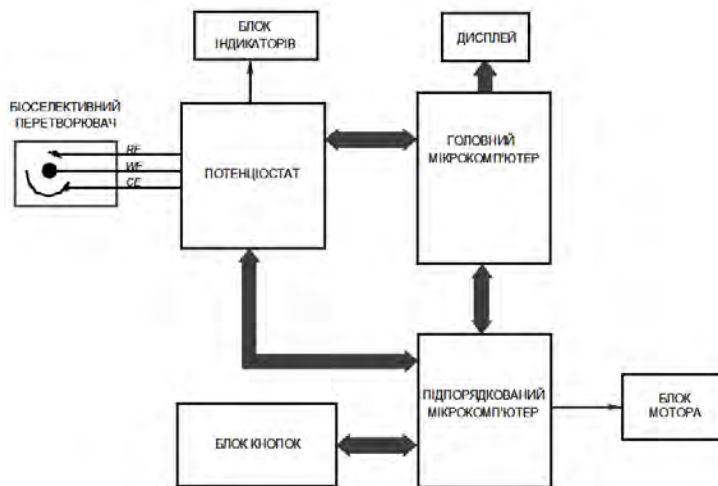 БЛОК
ІНДИКАТОРІВ
ДИСПЛЕЙ
БІОСЕЛЕКТИВНИЙ
ПЕРЕТВОРЮВАЧ
RE
WE
CE
ПОТЕНЦІОСТАТ
ГОЛОВНИЙ
МІКРОКОМП'ЮТЕР
ПІДПОРЯДКОВАНИЙ
МІКРОКОМП'ЮТЕР
БЛОК
МОТОРА
БЛОК КНОПОК